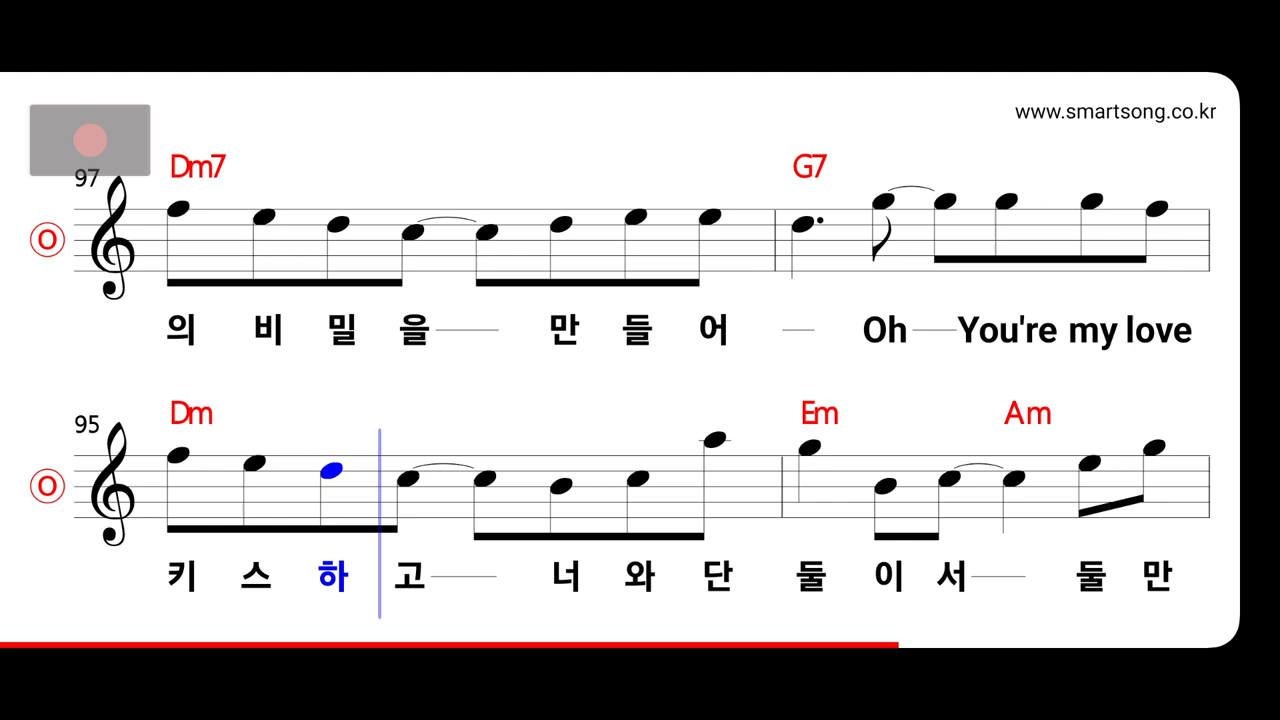 www.smartsong.co.kr
97
Dm7 G7
O
의 비 밀 을 만 들 어 Oh You're my love
95
Dm Em Am
O
키 스 하 고 너 와 단 둘 이 서 둘 만